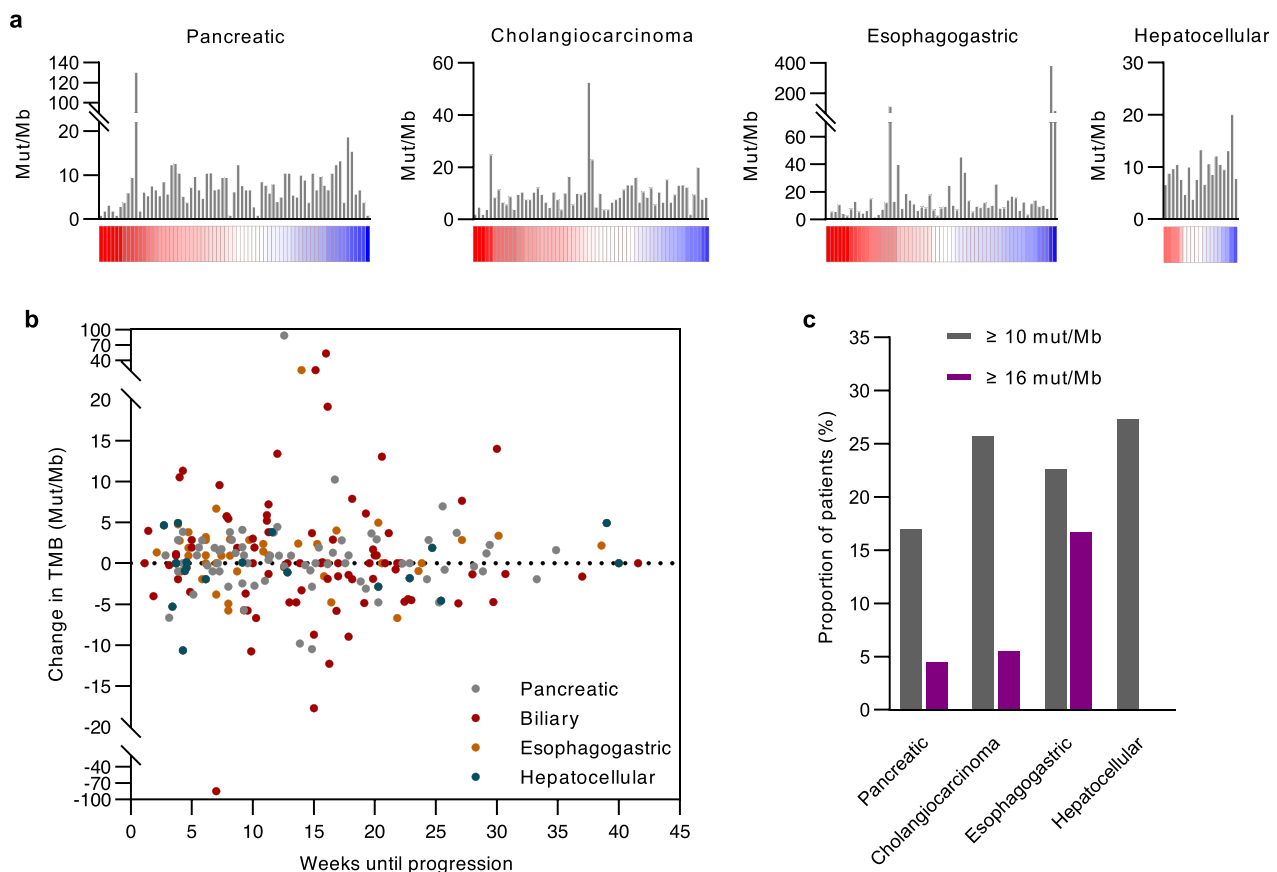 a
Pancreatic
Cholangiocarcinoma
Esophagogastric
Hepatocellular
Mut/Mb
140
120
100
20
10
0
Mut/Mb
60
40
20
0
Mut/Mb
400
200
60
40
20
0
Mut/Mb
30
20
10
0
b
Change in TMB (Mut/Mb)
100
70
40
20
15
10
5
0
-5
-10
-15
-20
-40
-70
-100
Pancreatic
Biliary
Esophagogastric
Hepatocellular
0 5 10 15 20 25 30 35 40 45
Weeks until progression
c
≥ 10 mut/Mb
≥ 16 mut/Mb
Proportion of patients (%)
35
30
25
20
15
10
5
0
Pancreatic
Cholangiocarcinoma
Esophagogastric
Hepatocellular